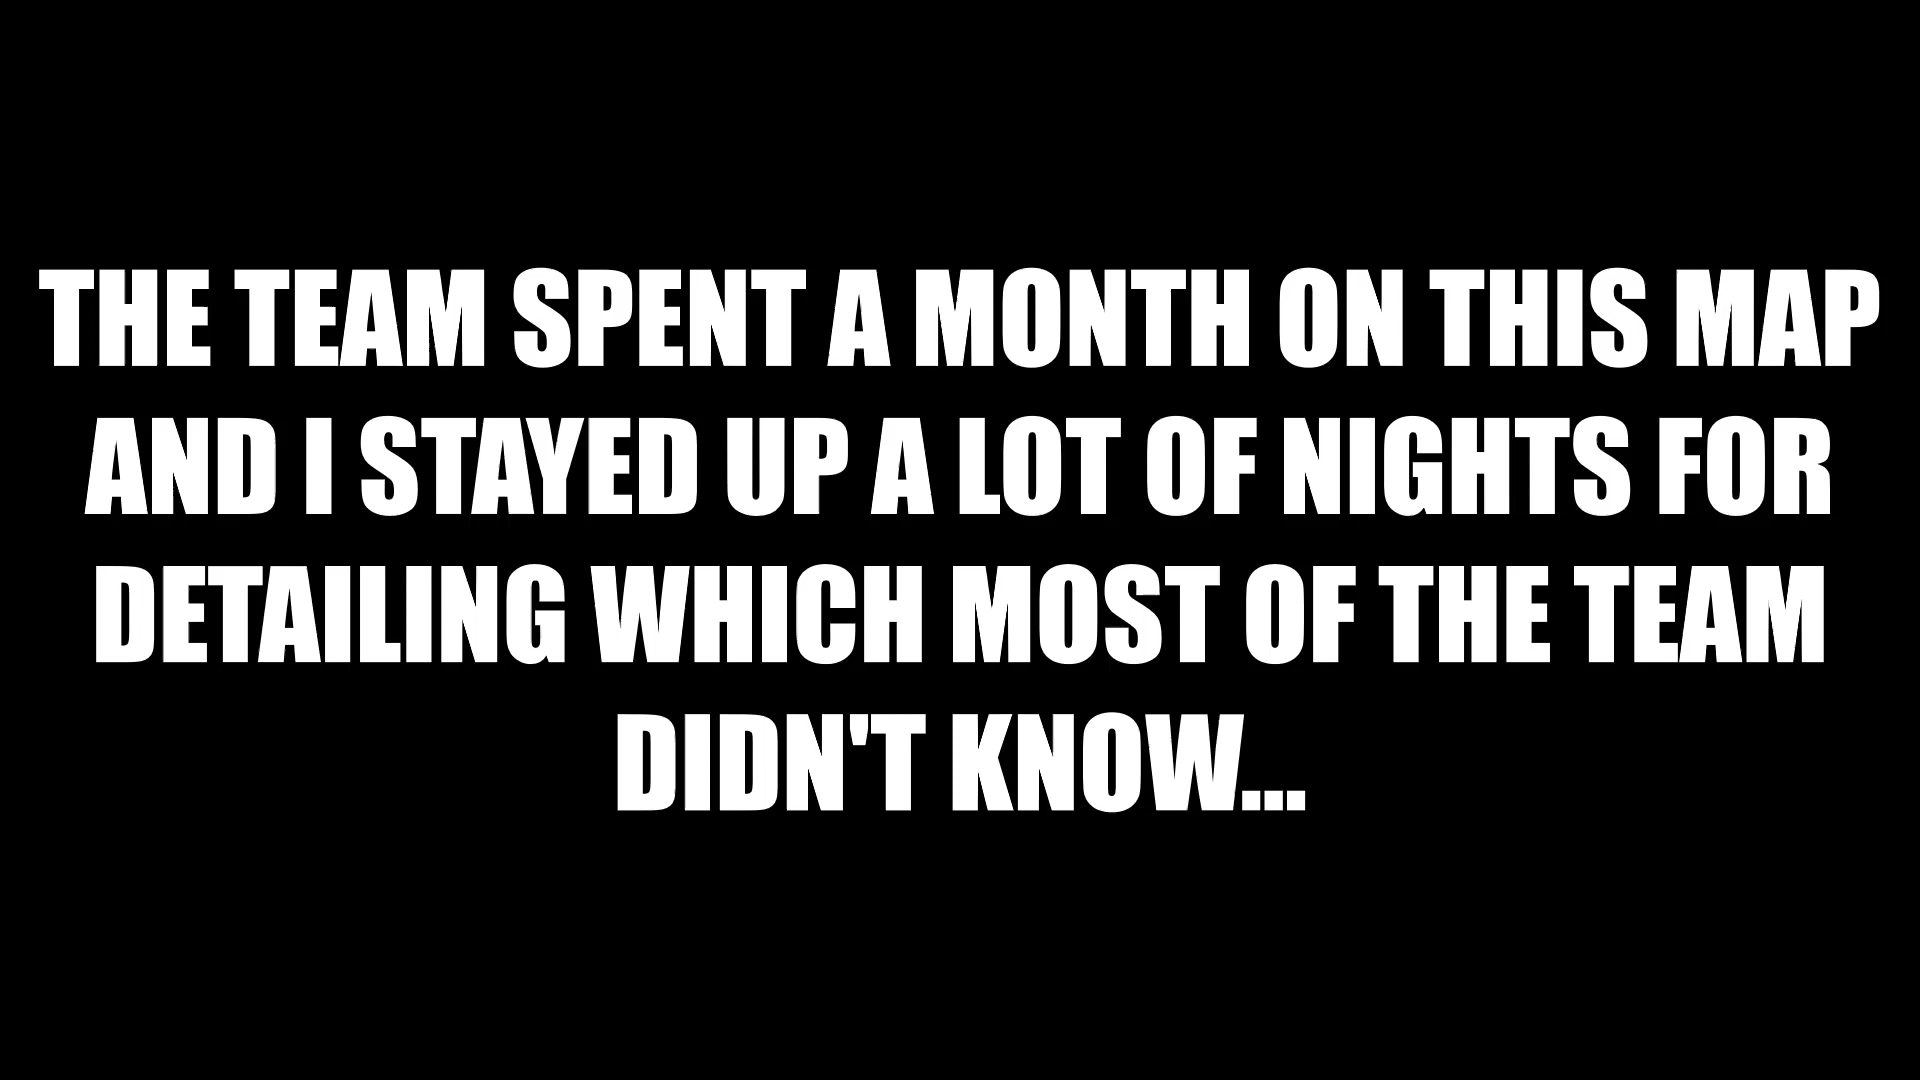 THE TEAM SPENT A MONTH ON THIS MAP
AND I STAYED UP A LOT OF NIGHTS FOR
DETAILING WHICH MOST OF THE TEAM
DIDN'T KNOW...